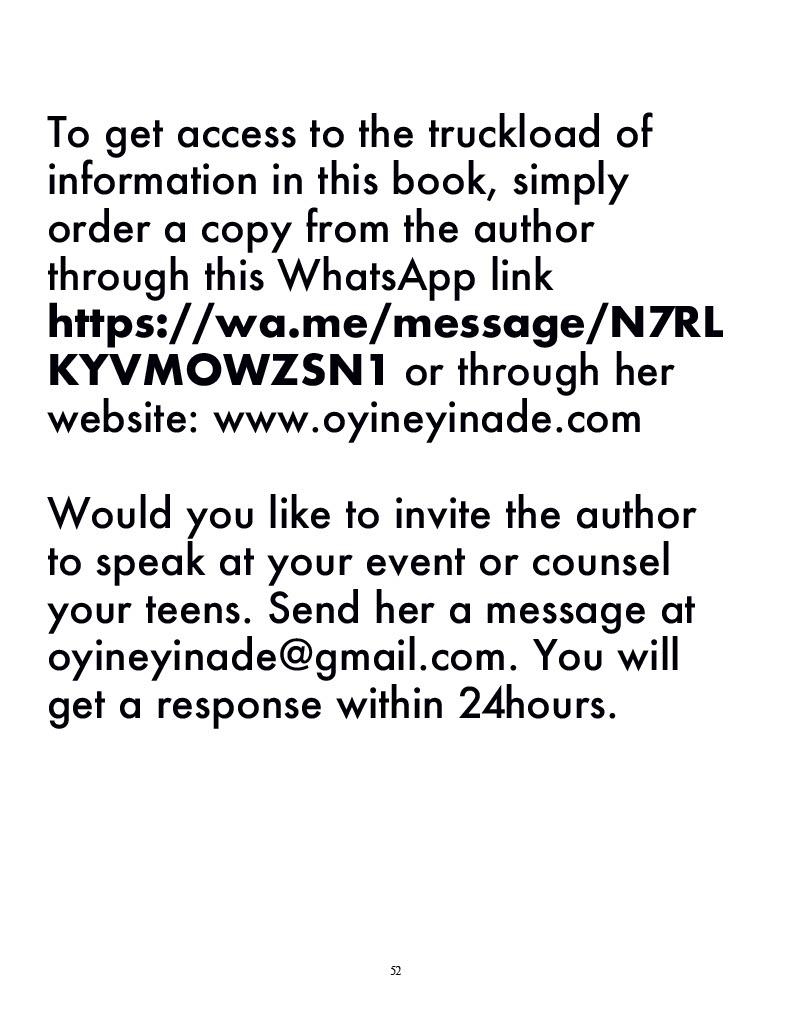 To get access to the truckload of
information in this book, simply
order a copy from the author
through this WhatsApp link
https://wa.me/message/N7RL
KYVMOWZSN1 or through her
website: www.oyineyinade.com
Would you like to invite the author
to speak at your event or counsel
your teens. Send her a message at
oyineyinade@gmail.com. You will
get a response within 24hours.
52